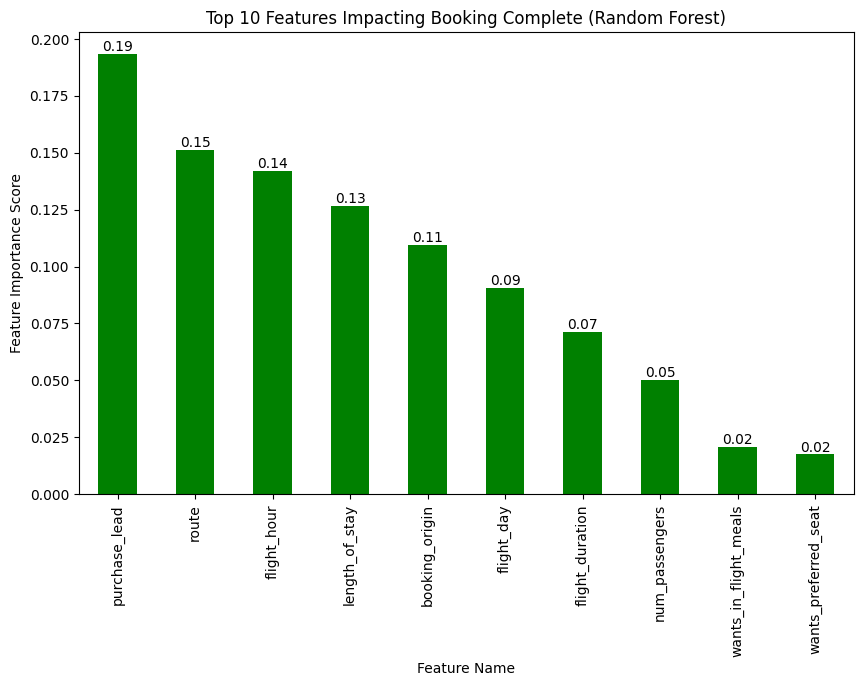 Top 10 Features Impacting Booking Complete (Random Forest)
Feature Importance Score
0.200
0.175
0.150
0.125
0.100
0.075
0.050
0.025
0.000
0.19
0.15
0.14
0.13
0.11
0.09
0.07
0.05
0.02
0.02
purchase_lead
route
flight_hour
length_of_stay
booking_origin
flight_day
flight_duration
num_passengers
wants_in_flight_meals
wants_preferred_seat
Feature Name